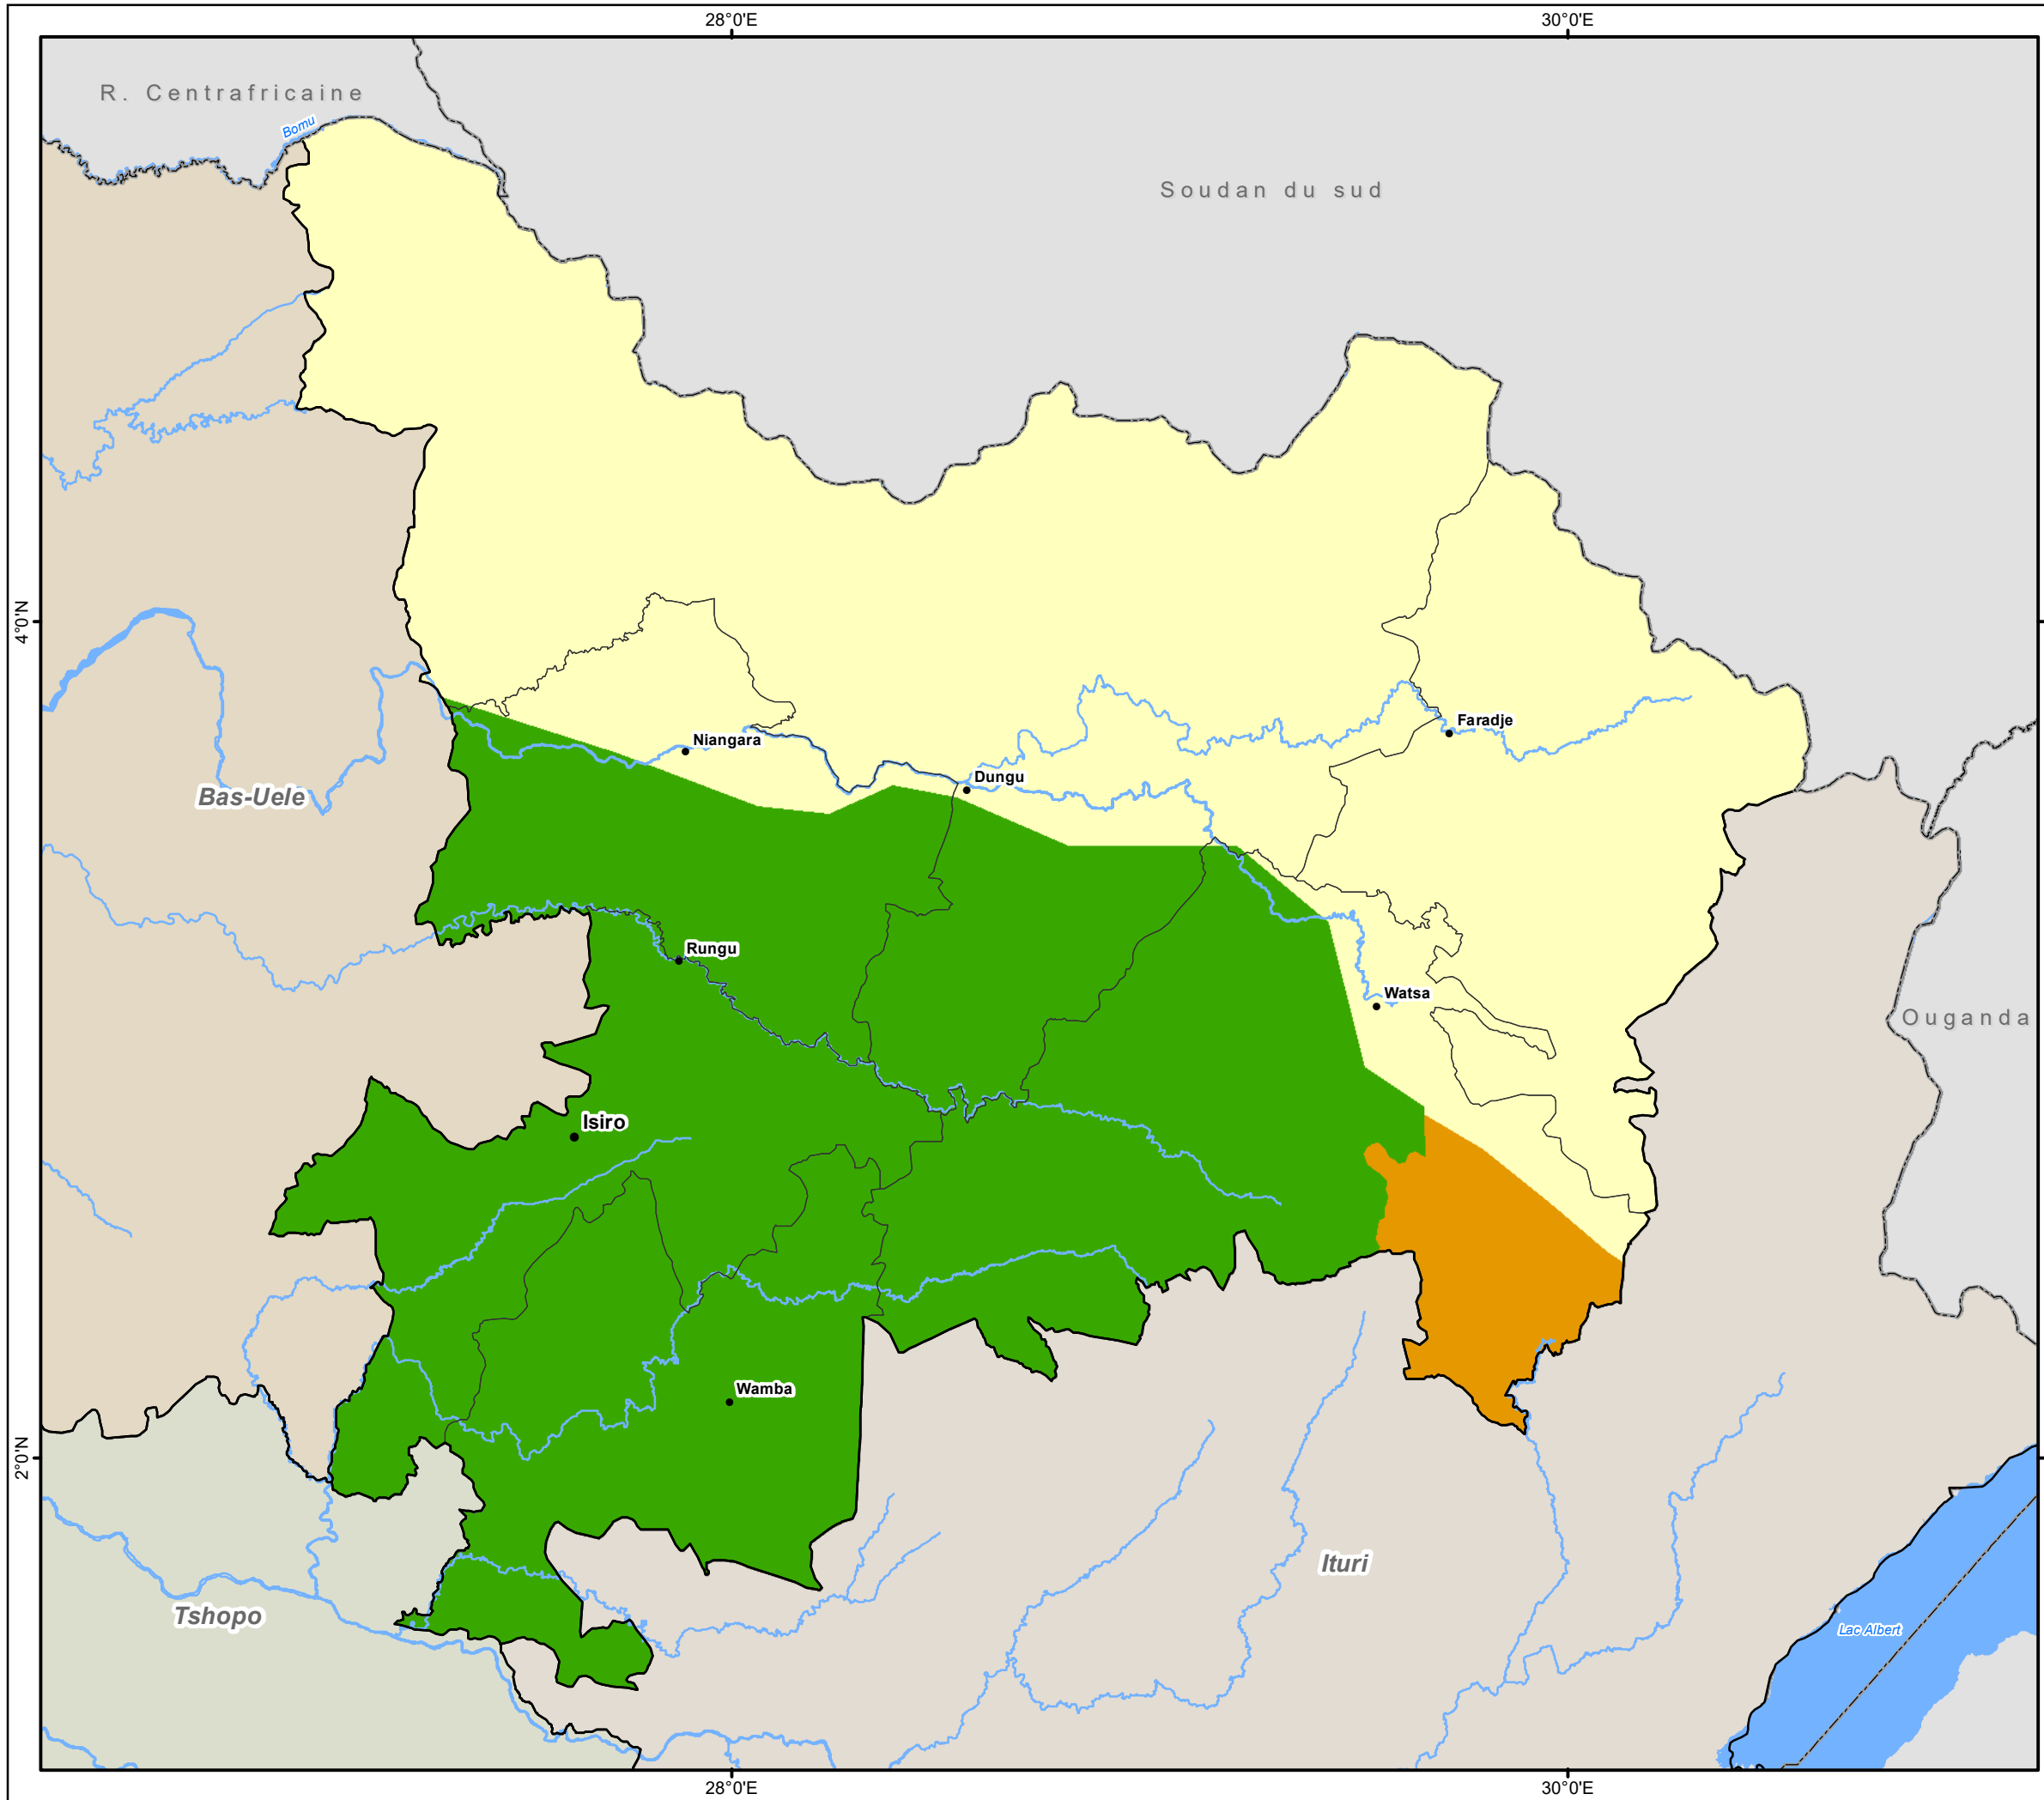 28°0'E
30°0'E
R. Centrafricaine
Bomu
Soudan du sud
4°0'N
Faradje
Niangara
Dungu
Bas-Uele
Rungu
Watsa
Ouganda
Isiro
Wamba
2°0'N
Ituri
Tshopo
Lac Albert
28°0'E
30°0'E